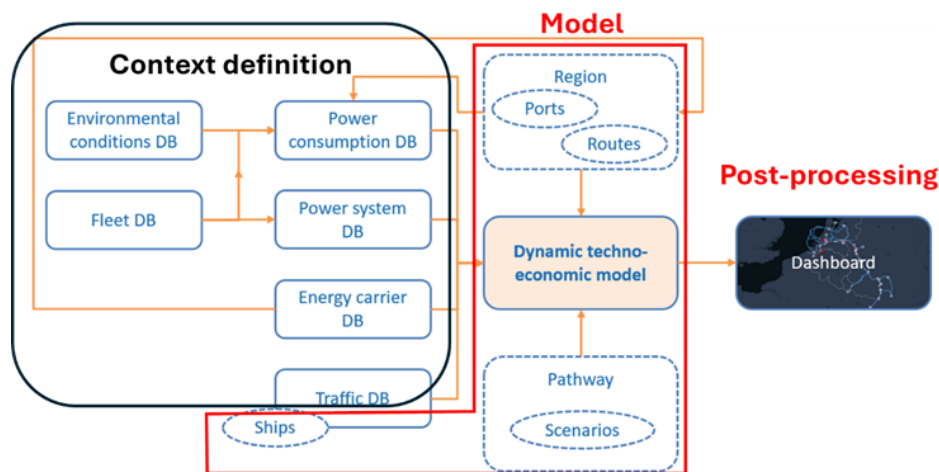 Model
Context definition
Region
Ports
Routes
Environmental
conditions DB
Power
consumption DB
Fleet DB
Power system
DB
Dynamic techno-
economic model
Post-processing
Dashboard
Energy carrier
DB
Traffic DB
Ships
Pathway
Scenarios